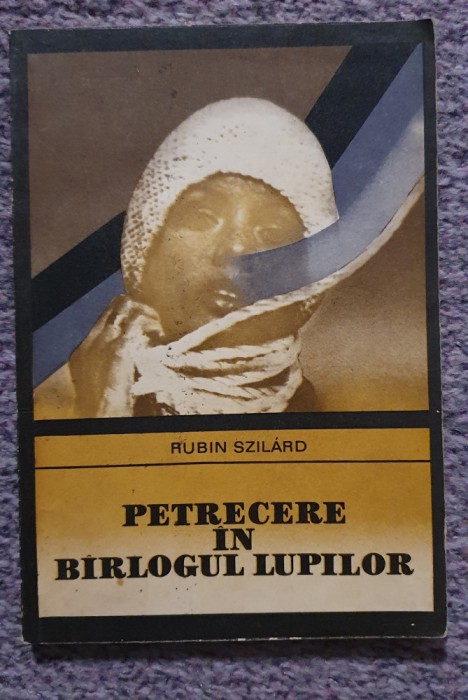 RUBIN SZILÁRD
PETRECERE
ÎN
BÎRLOGUL LUPILOR